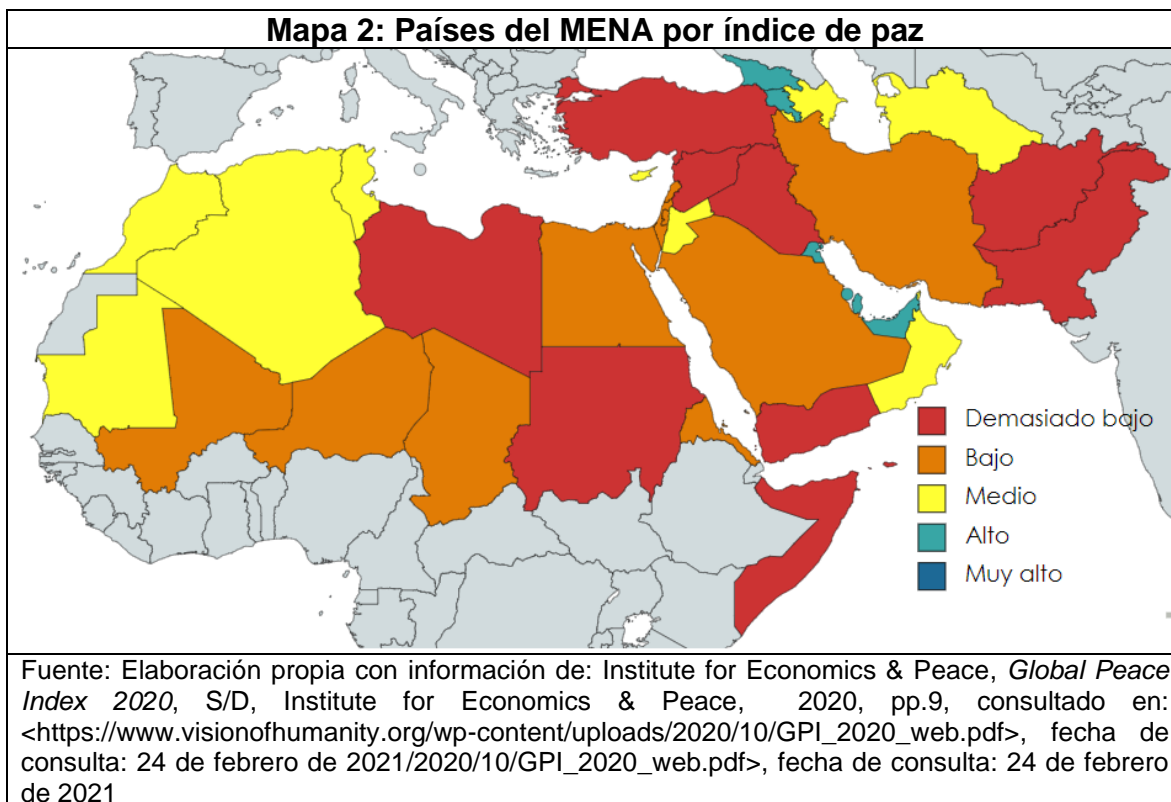 Mapa 2: Países del MENA por índice de paz
Demasiado bajo
Bajo
Medio
Alto
Muy alto
Fuente: Elaboración propia con información de: Institute for Economics & Peace, Global Peace
Index 2020, S/D, Institute for Economics & Peace, 2020, pp.9, consultado en:
<https://www.visionofhumanity.org/wp-content/uploads/2020/10/GPI_2020_web.pdf>, fecha de
consulta: 24 de febrero de 2021/2020/10/GPI_2020_web.pdf>, fecha de consulta: 24 de febrero
de 2021